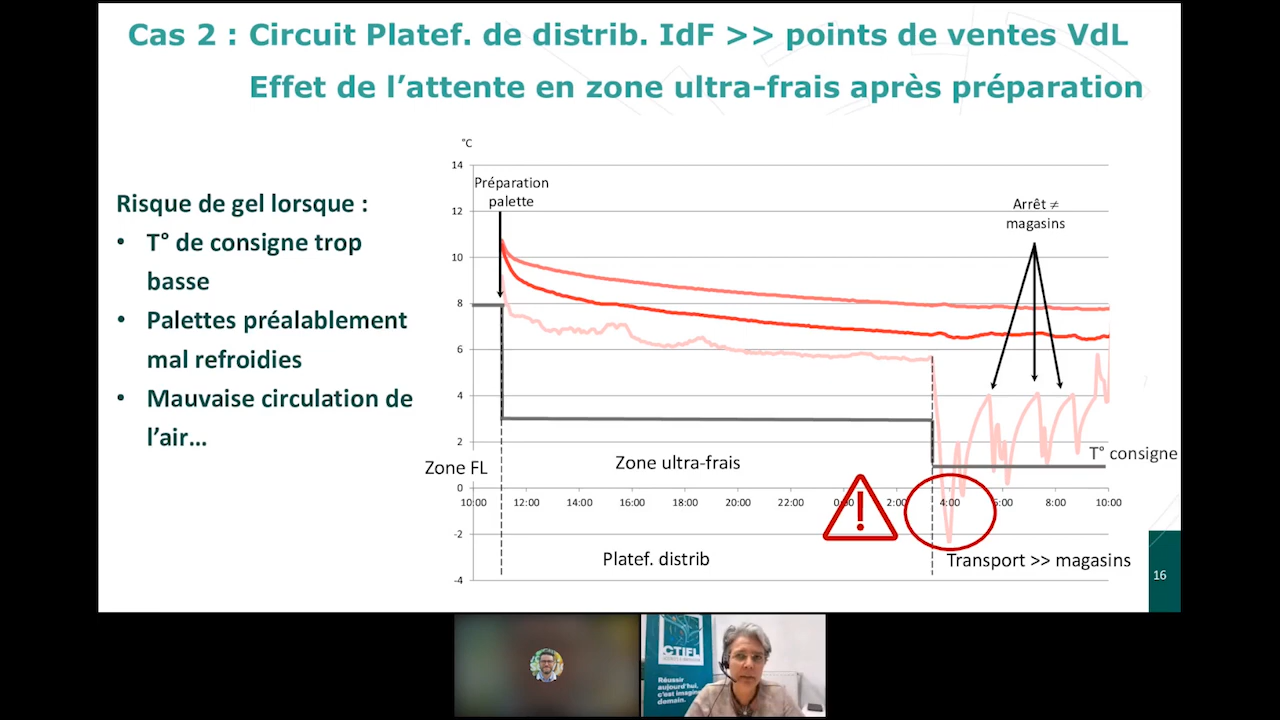 Cas 2 : Circuit Platef. de distrib. IdF >> points de ventes VdL
Effet de l’attente en zone ultra-frais après préparation
Risque de gel lorsque :
• T° de consigne trop
basse
• Palettes préalablement
mal refroidies
• Mauvaise circulation de
l’air…
°C
14
12
10
8
6
4
2
0
-2
-4
Préparation
palette
Arrêt ≠
magasins
T° consigne
Zone FL
Zone ultra-frais
10:00 12:00 14:00 16:00 18:00 20:00 22:00 0:00 2:00 4:00 6:00 8:00 10:00
!
Platef. distrib
Transport >> magasins
16
CTIFL
Réussir
aujourd'hui,
c'est imaginer
demain.